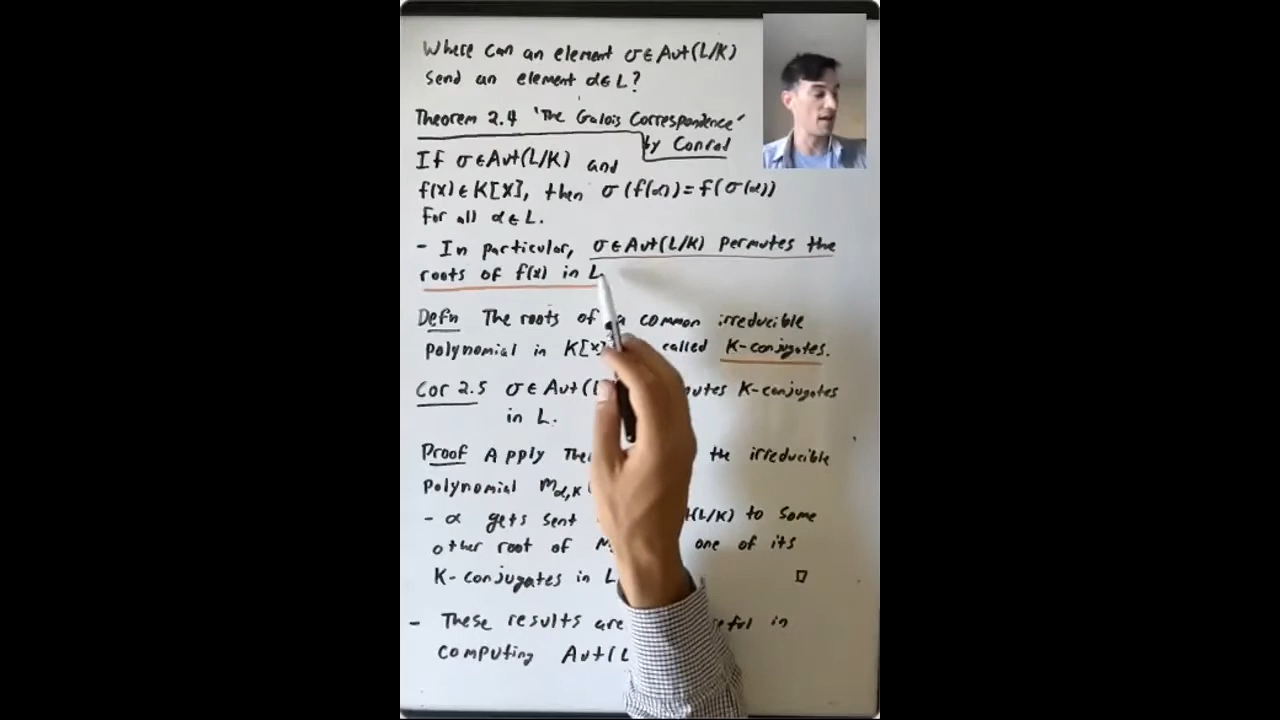 Where can an element σ∈Aut(L/K)
send an element α∈L?
Theorem 2.4 "The Galois Correspondence"
by Conrad
If σ∈Aut(L/K) and
f(x)∈K[X], then σ(f(α))=f(σ(α))
for all α∈L.
- In particular, σ∈Aut(L/K) permutes the
roots of f(x) in L
Defn The roots of a common irreducible
polynomial in K[x] called K-conjugates.
Cor 2.5 σ∈Aut(L K-conjugates
in L.
Proof Apply the irreducible
polynomial m_{α,K}
- α gets sent (L/K) to some
other root of one of its
K-conjugates in L □
- These results are in
computing Aut(L